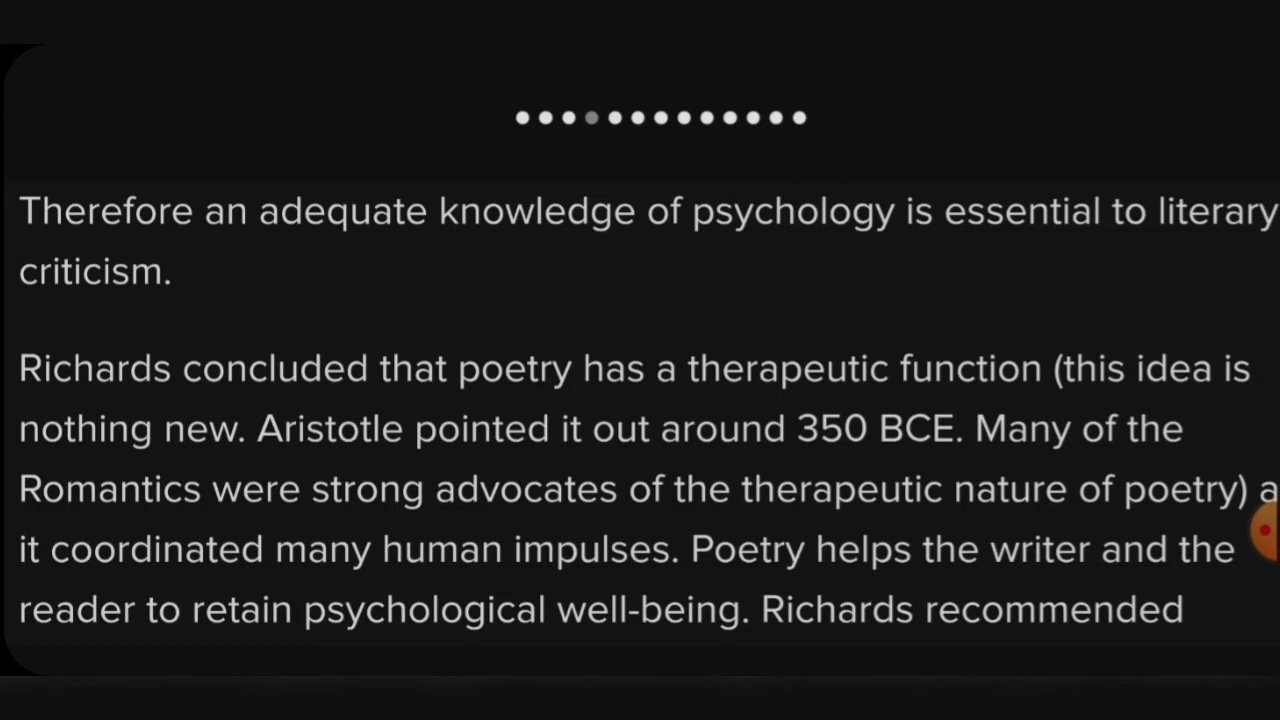 Therefore an adequate knowledge of psychology is essential to literary
criticism.
Richards concluded that poetry has a therapeutic function (this idea is
nothing new. Aristotle pointed it out around 350 BCE. Many of the
Romantics were strong advocates of the therapeutic nature of poetry)
it coordinated many human impulses. Poetry helps the writer and the
reader to retain psychological well-being. Richards recommended